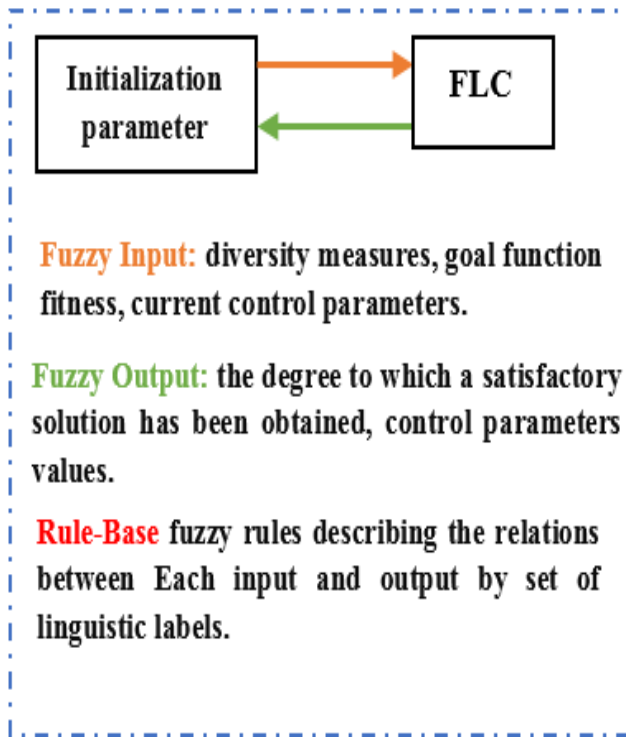 Initialization
parameter
FLC
Fuzzy Input: diversity measures, goal function
fitness, current control parameters.
Fuzzy Output: the degree to which a satisfactory
solution has been obtained, control parameters
values.
Rule-Base fuzzy rules describing the relations
between Each input and output by set of
linguistic labels.